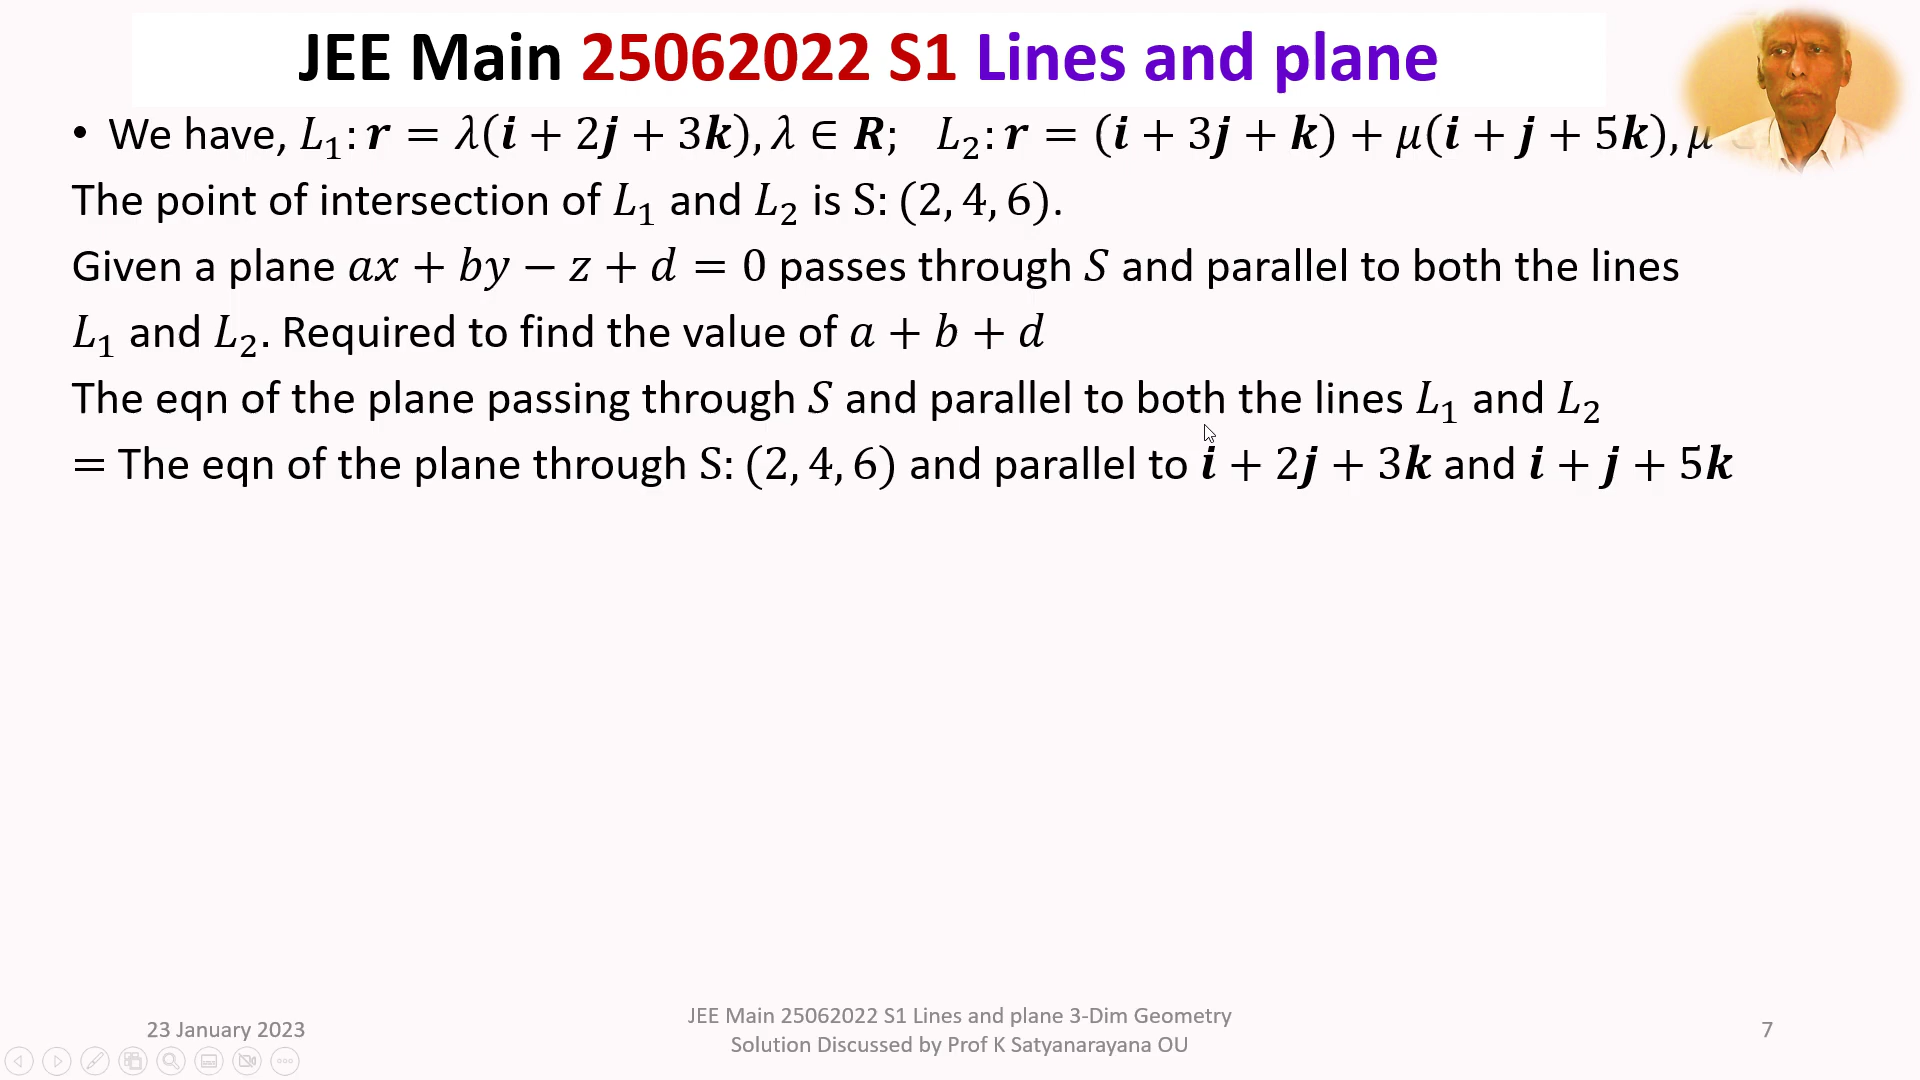 JEE Main 25062022 S1 Lines and plane
• We have, L₁: r = λ(i + 2j + 3k), λ ∈ R; L₂: r = (i + 3j + k) + μ(i + j + 5k), μ
The point of intersection of L₁ and L₂ is S: (2, 4, 6).
Given a plane ax + by − z + d = 0 passes through S and parallel to both the lines
L₁ and L₂. Required to find the value of a + b + d
The eqn of the plane passing through S and parallel to both the lines L₁ and L₂
= The eqn of the plane through S: (2, 4, 6) and parallel to i + 2j + 3k and i + j + 5k
23 January 2023
JEE Main 25062022 S1 Lines and plane 3-Dim Geometry
Solution Discussed by Prof K Satyanarayana OU
7